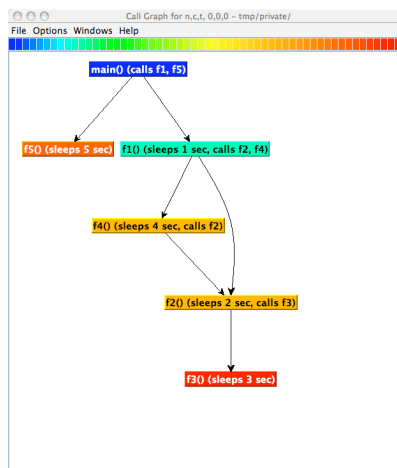 Call Graph for n,c,t, 0,0,0 – tmp/private/
File Options Windows Help
main() (calls f1, f5)
f5() (sleeps 5 sec) f1() (sleeps 1 sec, calls f2, f4)
f4() (sleeps 4 sec, calls f2)
f2() (sleeps 2 sec, calls f3)
f3() (sleeps 3 sec)